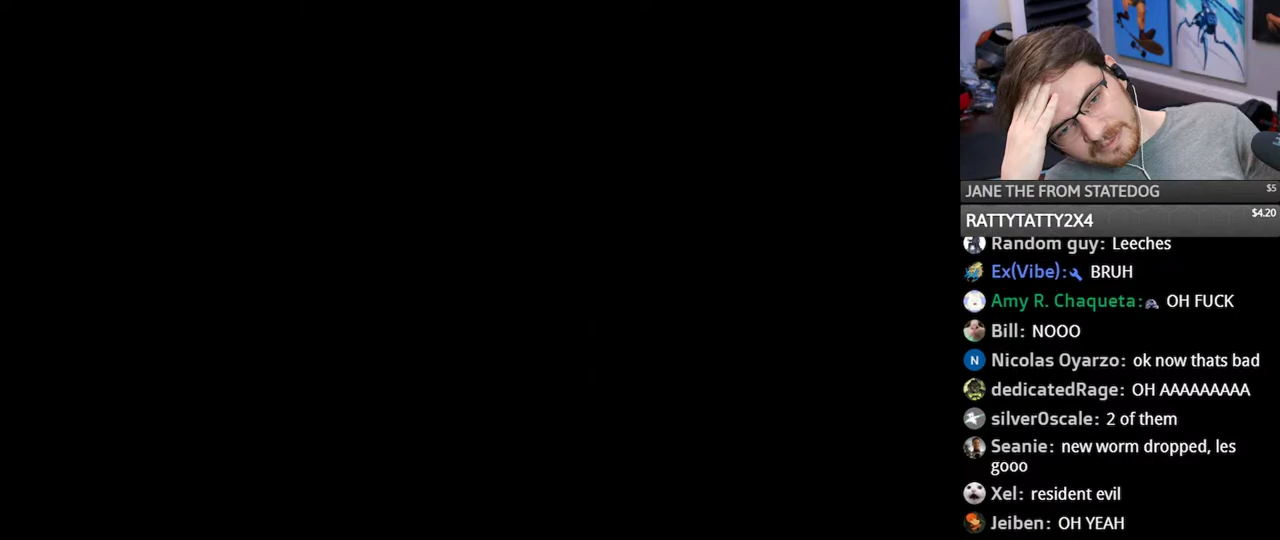 JANE THE FROM STATEDOG $5
RATTYTATTY2X4 $4.20
Random guy: Leeches
Ex(Vibe): BRUH
Amy R. Chaqueta: OH FUCK
Bill: NOOO
N Nicolas Oyarzo: ok now thats bad
dedicatedRage: OH AAAAAAAAA
silver0scale: 2 of them
Seanie: new worm dropped, les
gooo
Xel: resident evil
Jeiben: OH YEAH